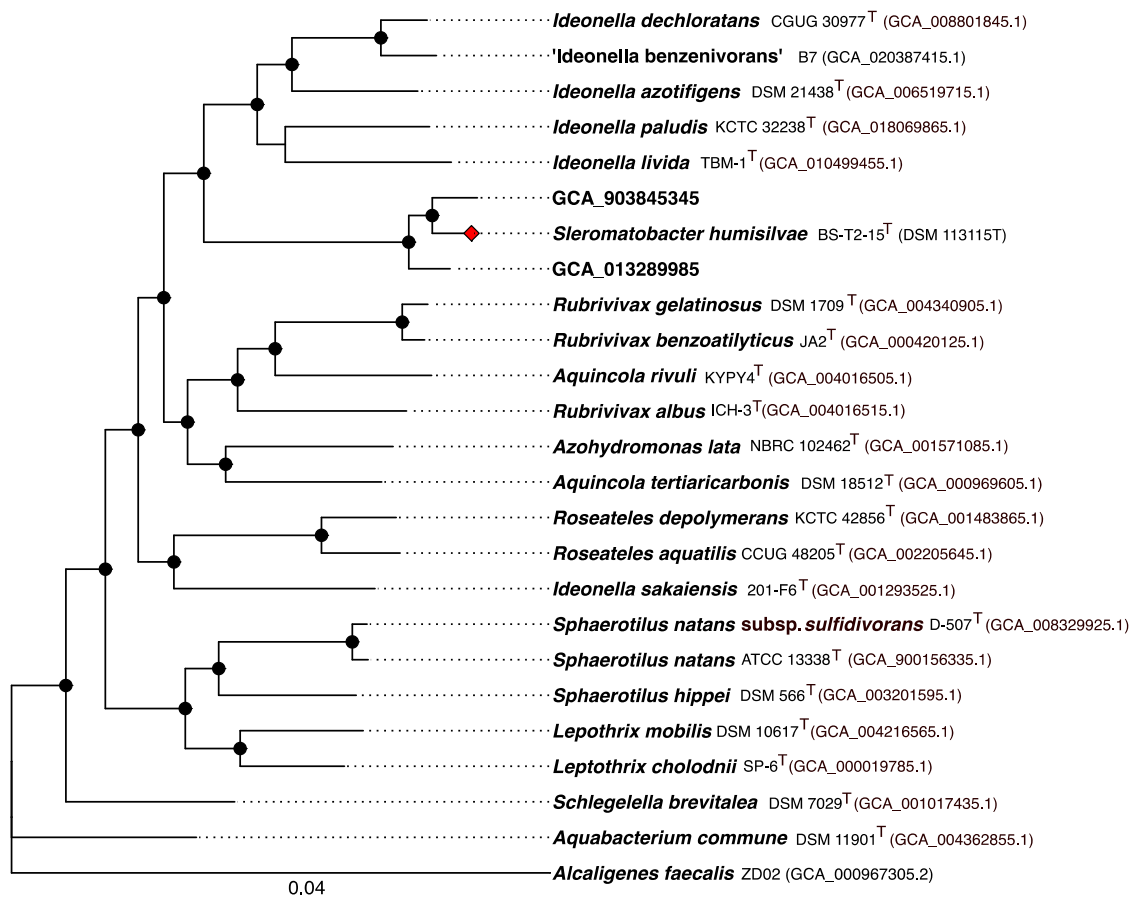 Ideonella dechloratans CGUG 30977T (GCA_008801845.1)
'Ideonella benzenivorans' B7 (GCA_020387415.1)
Ideonella azotifigens DSM 21438T (GCA_006519715.1)
Ideonella paludis KCTC 32238T (GCA_018069865.1)
Ideonella livida TBM-1T (GCA_010499455.1)
GCA_903845345
Sleromatobacter humisilvae BS-T2-15T (DSM 113115T)
GCA_013289985
Rubrivivax gelatinosus DSM 1709 T (GCA_004340905.1)
Rubrivivax benzoatilyticus JA2T (GCA_000420125.1)
Aquincola rivuli KYPY4T (GCA_004016505.1)
Rubrivivax albus ICH-3T (GCA_004016515.1)
Azohydromonas lata NBRC 102462T (GCA_001571085.1)
Aquincola tertiaricarbonis DSM 18512T (GCA_000969605.1)
Roseateles depolymerans KCTC 42856T (GCA_001483865.1)
Roseateles aquatilis CCUG 48205T (GCA_002205645.1)
Ideonella sakaiensis 201-F6T (GCA_001293525.1)
Sphaerotilus natans subsp. sulfidivorans D-507T (GCA_008329925.1)
Sphaerotilus natans ATCC 13338T (GCA_900156335.1)
Sphaerotilus hippei DSM 566T (GCA_003201595.1)
Lepothrix mobilis DSM 10617T (GCA_004216565.1)
Leptothrix cholodnii SP-6T (GCA_000019785.1)
Schlegelella brevitalea DSM 7029T (GCA_001017435.1)
Aquabacterium commune DSM 11901T (GCA_004362855.1)
Alcaligenes faecalis ZD02 (GCA_000967305.2)
0.04